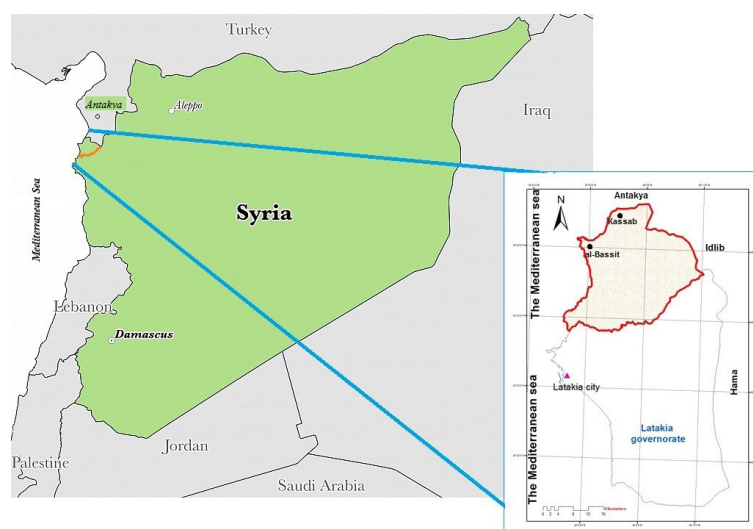 Turkey
Antakya
Aleppo
Iraq
Mediterranean Sea
Syria
Lebanon
Damascus
Jordan
Palestine
Saudi Arabia
N
Antakya
Kassab
al-Bassit
Idlib
The Mediterranean sea
Latakia city
Hama
Latakia
governorate
The Mediterranean sea